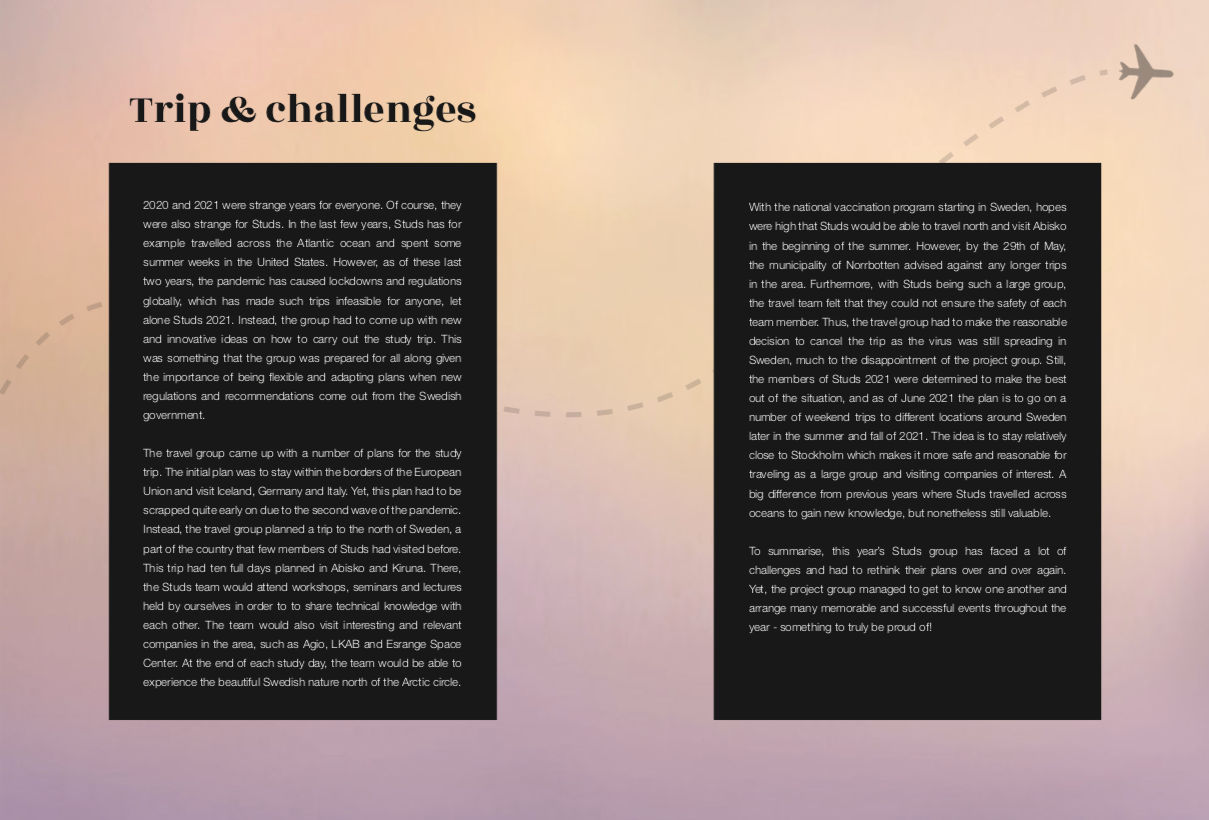 Trip & challenges
2020 and 2021 were strange years for everyone. Of course, they
were also strange for Studs. In the last few years, Studs has for
example travelled across the Atlantic ocean and spent some
summer weeks in the United States. However, as of these last
two years, the pandemic has caused lockdowns and regulations
globally, which has made such trips infeasible for anyone, let
alone Studs 2021. Instead, the group had to come up with new
and innovative ideas on how to carry out the study trip. This
was something that the group was prepared for all along given
the importance of being flexible and adapting plans when new
regulations and recommendations come out from the Swedish
government.
The travel group came up with a number of plans for the study
trip. The initial plan was to stay within the borders of the European
Union and visit Iceland, Germany and Italy. Yet, this plan had to be
scrapped quite early on due to the second wave of the pandemic.
Instead, the travel group planned a trip to the north of Sweden, a
part of the country that few members of Studs had visited before.
This trip had ten full days planned in Abisko and Kiruna. There,
the Studs team would attend workshops, seminars and lectures
held by ourselves in order to to share technical knowledge with
each other. The team would also visit interesting and relevant
companies in the area, such as Agio, LKAB and Esrange Space
Center. At the end of each study day, the team would be able to
experience the beautiful Swedish nature north of the Arctic circle.
With the national vaccination program starting in Sweden, hopes
were high that Studs would be able to travel north and visit Abisko
in the beginning of the summer. However, by the 29th of May,
the municipality of Norrbotten advised against any longer trips
in the area. Furthermore, with Studs being such a large group,
the travel team felt that they could not ensure the safety of each
team member. Thus, the travel group had to make the reasonable
decision to cancel the trip as the virus was still spreading in
Sweden, much to the disappointment of the project group. Still,
the members of Studs 2021 were determined to make the best
out of the situation, and as of June 2021 the plan is to go on a
number of weekend trips to different locations around Sweden
later in the summer and fall of 2021. The idea is to stay relatively
close to Stockholm which makes it more safe and reasonable for
traveling as a large group and visiting companies of interest. A
big difference from previous years where Studs travelled across
oceans to gain new knowledge, but nonetheless still valuable.
To summarise, this year's Studs group has faced a lot of
challenges and had to rethink their plans over and over again.
Yet, the project group managed to get to know one another and
arrange many memorable and successful events throughout the
year - something to truly be proud of!